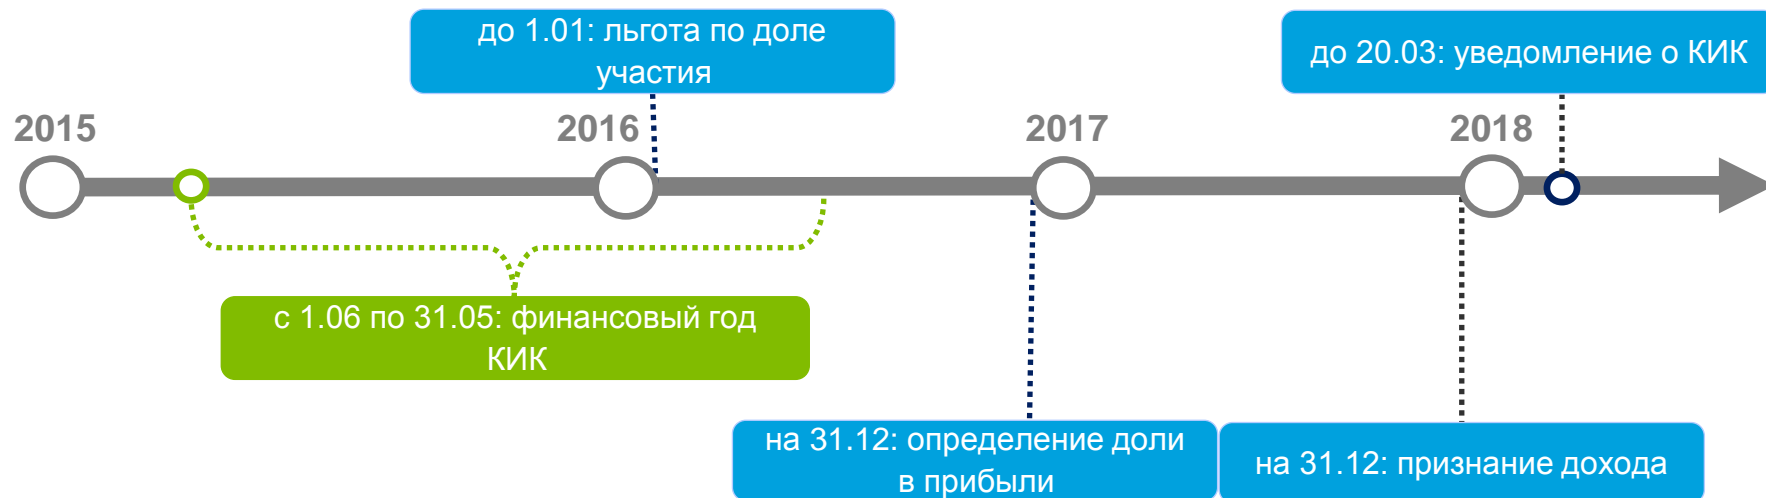 до 1.01: льгота по доле
участия
до 20.03: уведомление о КИК
2015
2016
2017
2018
с 1.06 по 31.05: финансовый год
КИК
на 31.12: определение доли
в прибыли
на 31.12: признание дохода